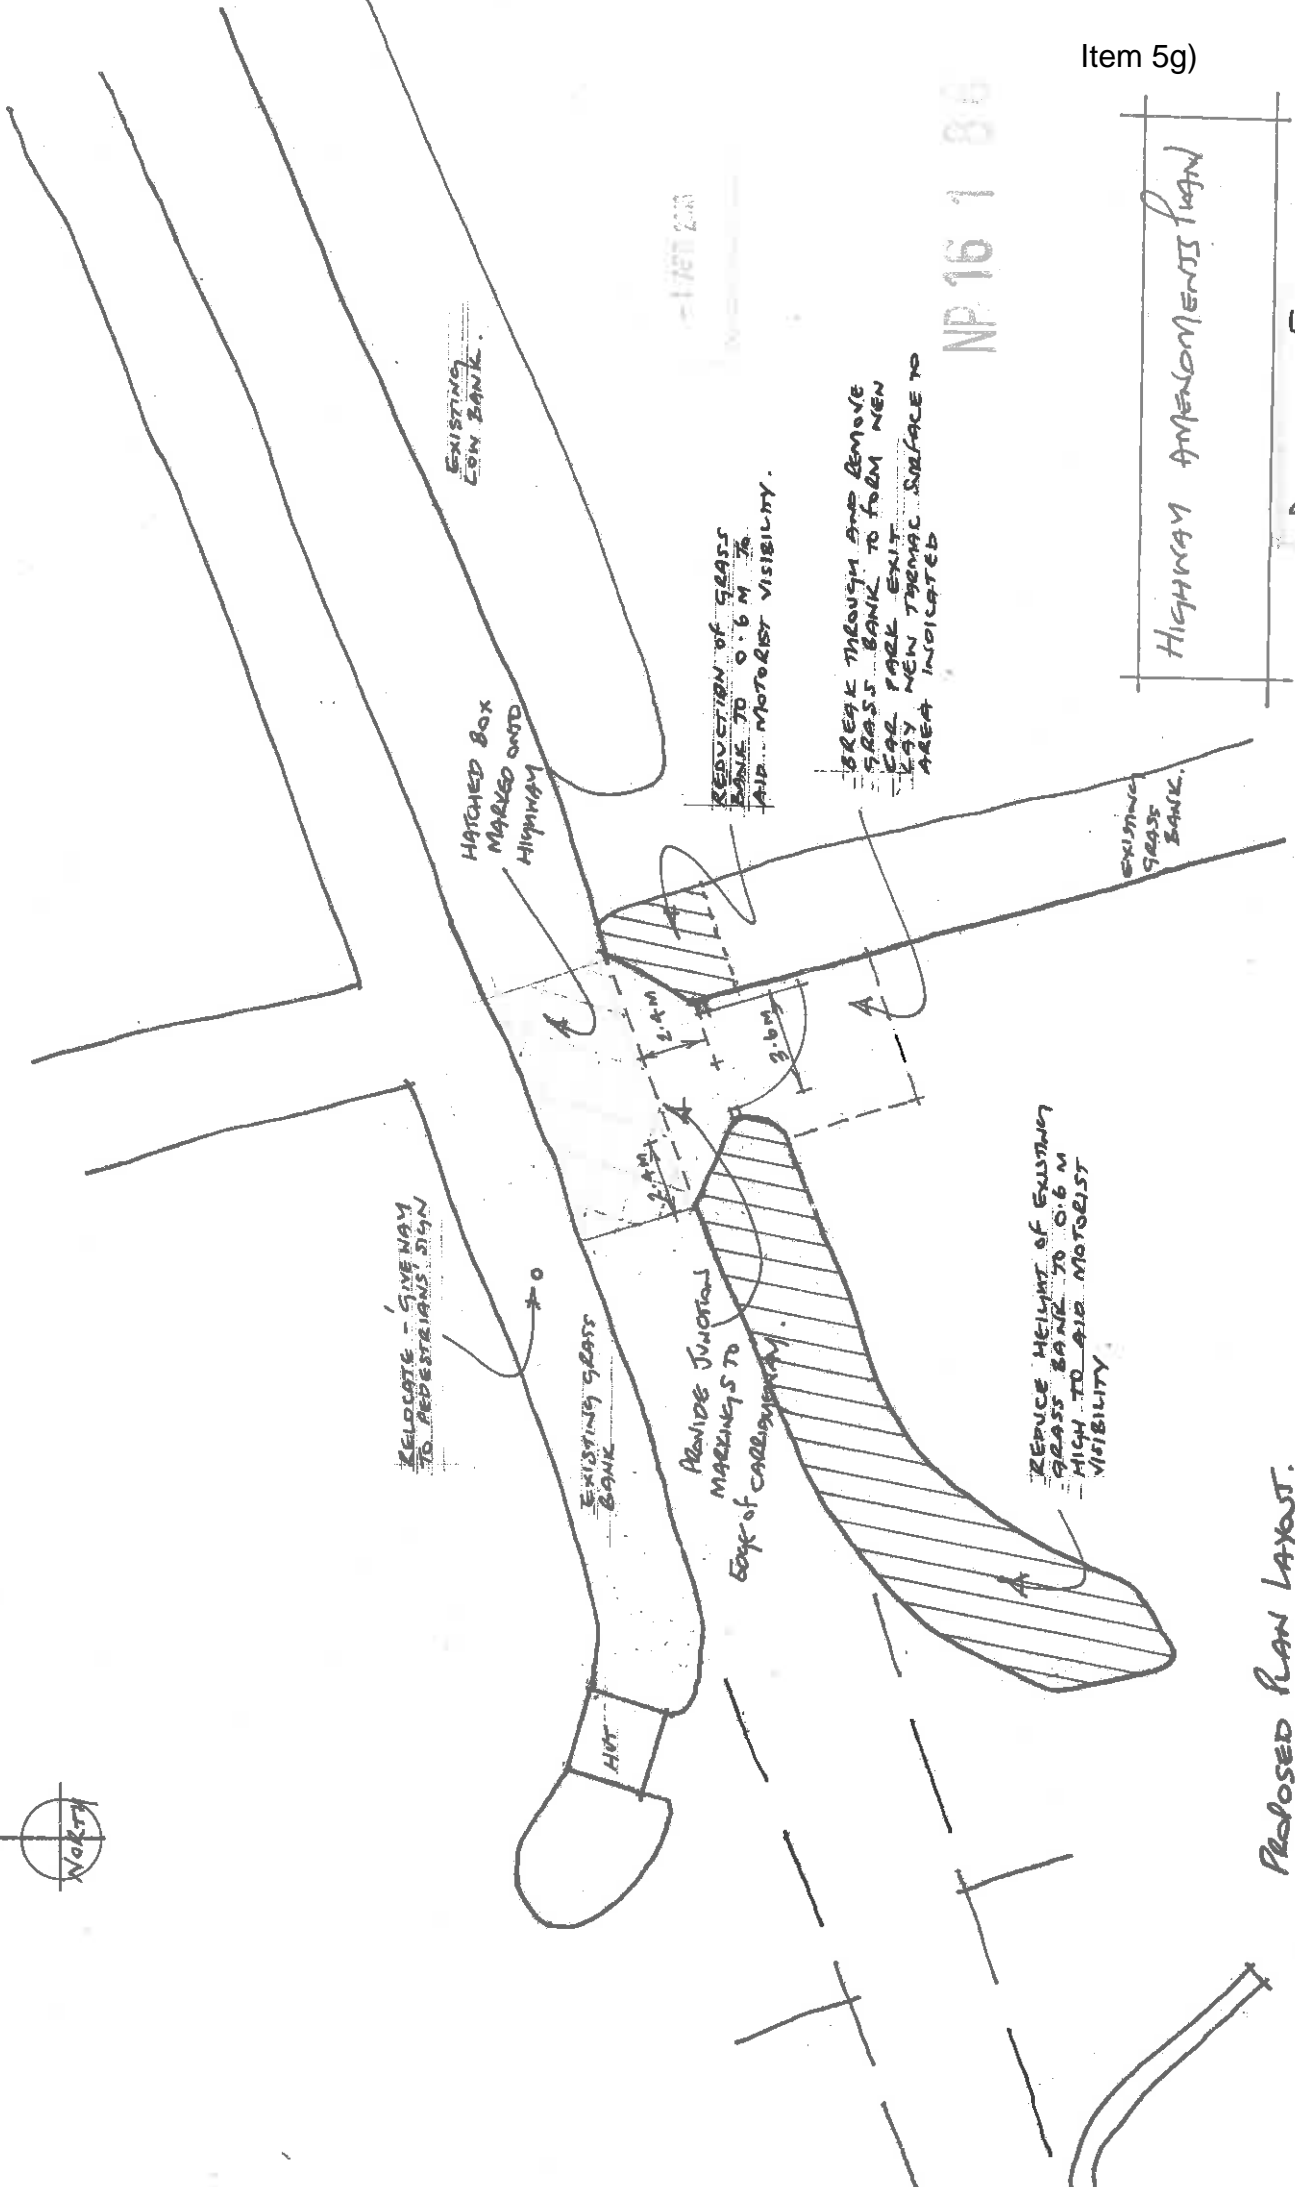 Item 5g)
NORTH
EXISTING
LOW BANK.
HATCHED BOX
MARKED ONTO
HIGHWAY
RELOCATE - 'GIVEWAY
TO PEDESTRIANS' SIGN
EXISTING GRASS
BANK
HUT
PROVIDE JUNCTION
MARKINGS TO
EDGE of CARRIAGEWAY.
2.4M
2.4M
3.6M
REDUCTION OF GRASS
BANK TO 0.6 M TO
AID MOTORIST VISIBILITY.
BREAK THROUGH AND REMOVE
GRASS BANK TO FORM NEW
CAR PARK EXIT
LAY NEW TARMAC SURFACE TO
AREA INDICATED
EXISTING
GRASS
BANK.
REDUCE HEIGHT OF EXISTING
GRASS BANK TO 0.6 M
HIGH TO AID MOTORIST
VISIBILITY
NP 16 1
HIGHWAY AMENDMENTS PLAN
PROPOSED PLAN LAYOUT.